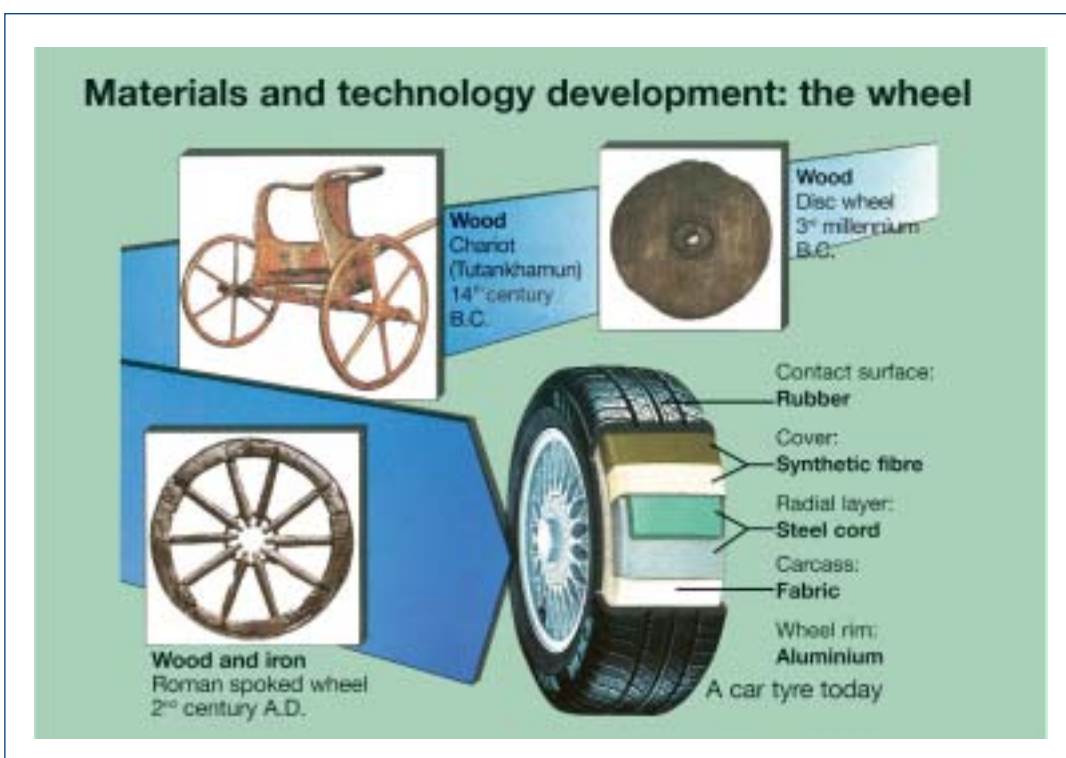 Materials and technology development: the wheel
Wood
Chariot
(Tutankhamun)
14th century
B.C.
Wood
Disc wheel
3rd millennium
B.C.
Wood and iron
Roman spoked wheel
2nd century A.D.
Contact surface:
Rubber
Cover:
Synthetic fibre
Radial layer:
Steel cord
Carcass:
Fabric
Wheel rim:
Aluminium
A car tyre today